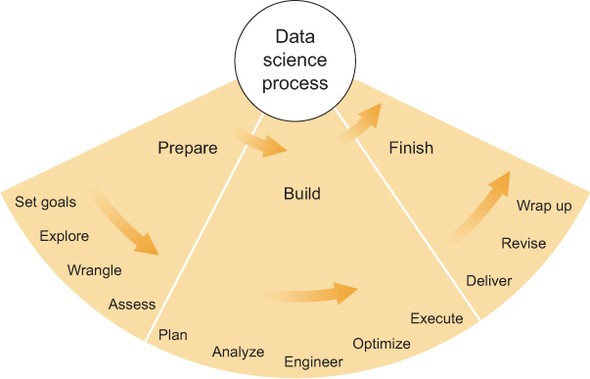 Data
science
process
Prepare
Build
Finish
Set goals
Explore
Wrangle
Assess
Plan
Analyze
Engineer
Optimize
Execute
Deliver
Revise
Wrap up